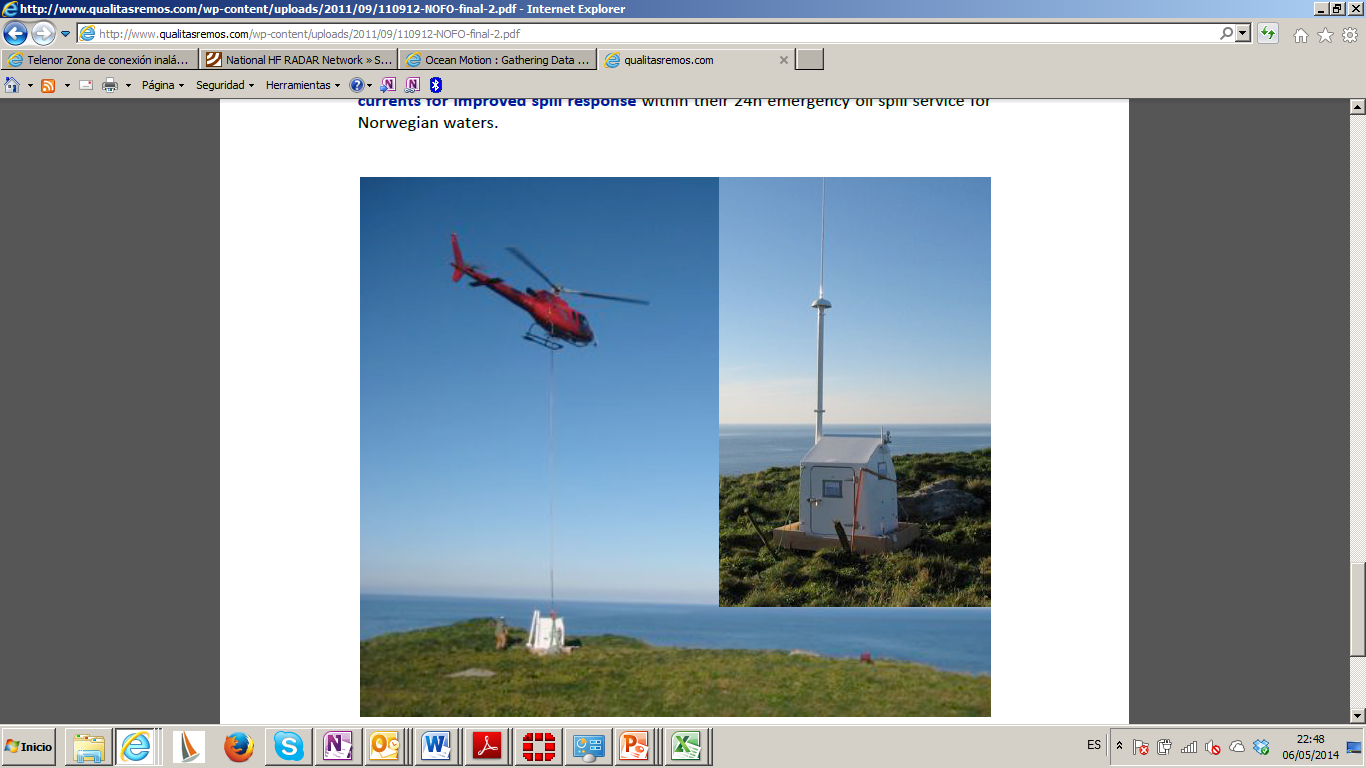 http://www.qualitasremos.com/wp-content/uploads/2011/09/110912-NOFO-final-2.pdf - Internet Explorer
http://www.qualitasremos.com/wp-content/uploads/2011/09/110912-NOFO-final-2.pdf
Telenor Zona de conexión inalá... National HF RADAR Network » S... Ocean Motion : Gathering Data ... qualitasremos.com
Página Seguridad Herramientas
currents for improved spill response within their 24h emergency oil spill service for
Norwegian waters.
Inicio
ES
22:48
06/05/2014